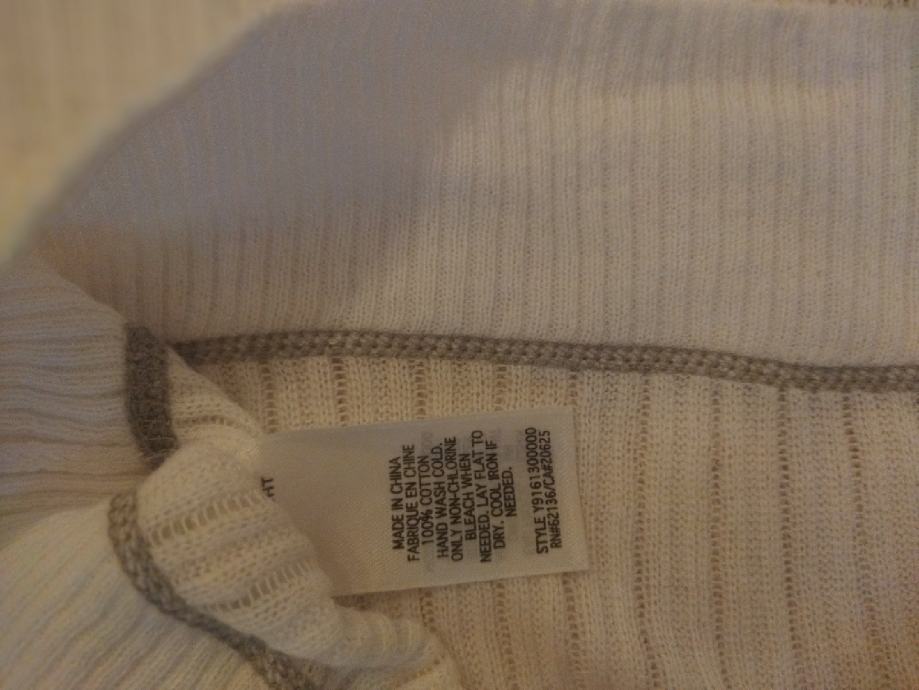 MADE IN CHINA
FABRIQUE EN CHINE
100% COTTON
HAND WASH COLD.
ONLY NON-CHLORINE
BLEACH WHEN
NEEDED. LAY FLAT TO
DRY. COOL IRON IF
NEEDED.
STYLE Y9161300000
RN#62136/CA#20625
HT